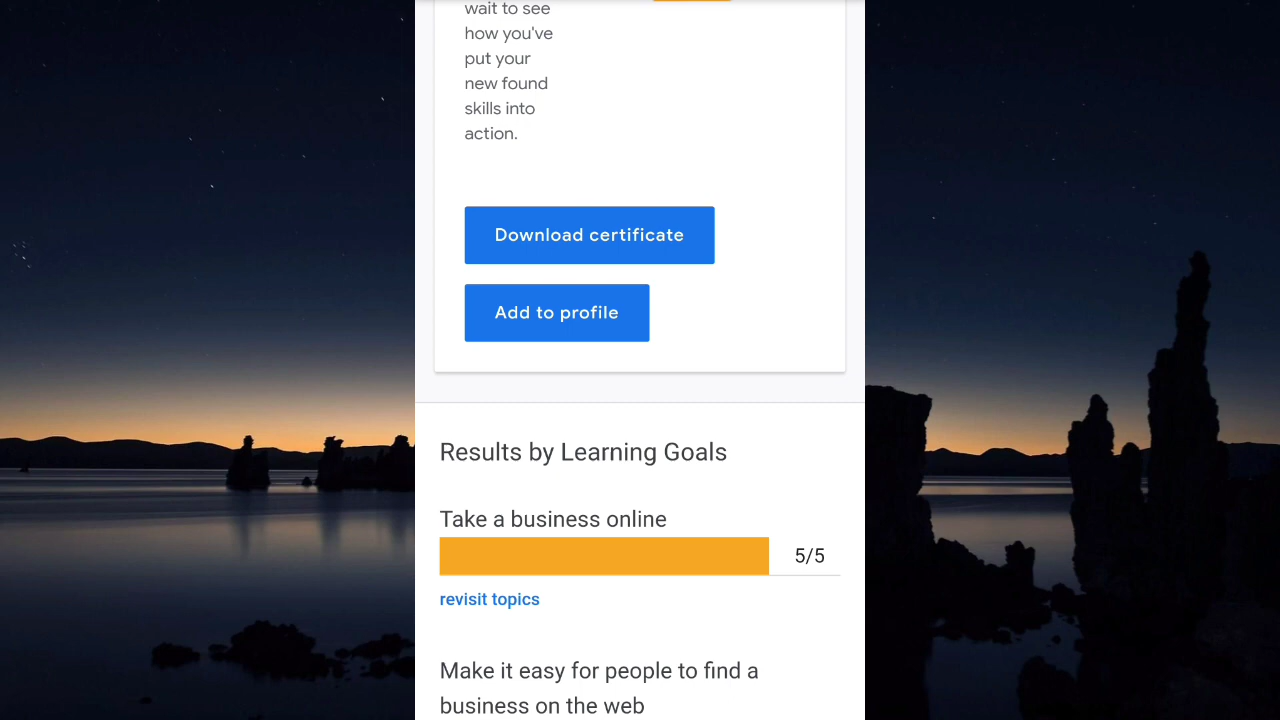 wait to see
how you've
put your
new found
skills into
action.
Download certificate
Add to profile
Results by Learning Goals
Take a business online
5/5
revisit topics
Make it easy for people to find a
business on the web